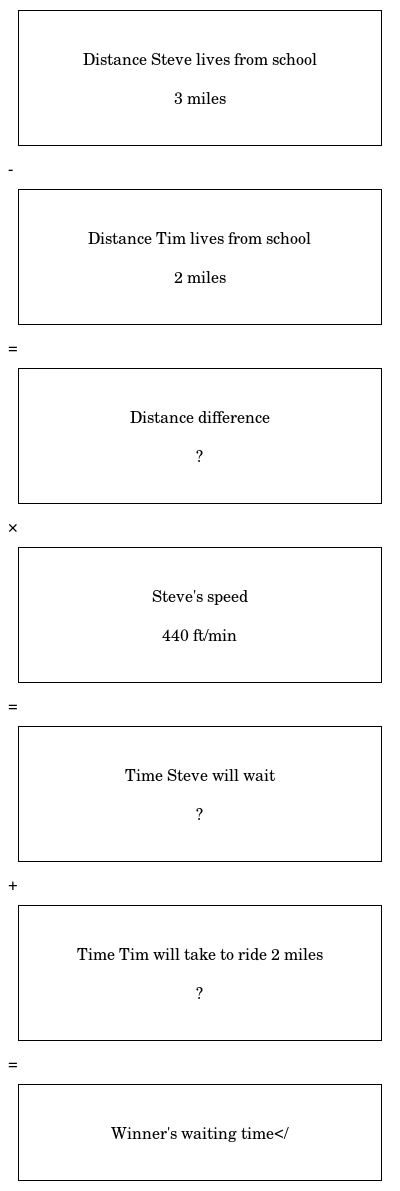 Distance Steve lives from school
3 miles
-
Distance Tim lives from school
2 miles
=
Distance difference
?
×
Steve's speed
440 ft/min
=
Time Steve will wait
?
+
Time Tim will take to ride 2 miles
?
=
Winner's waiting time</